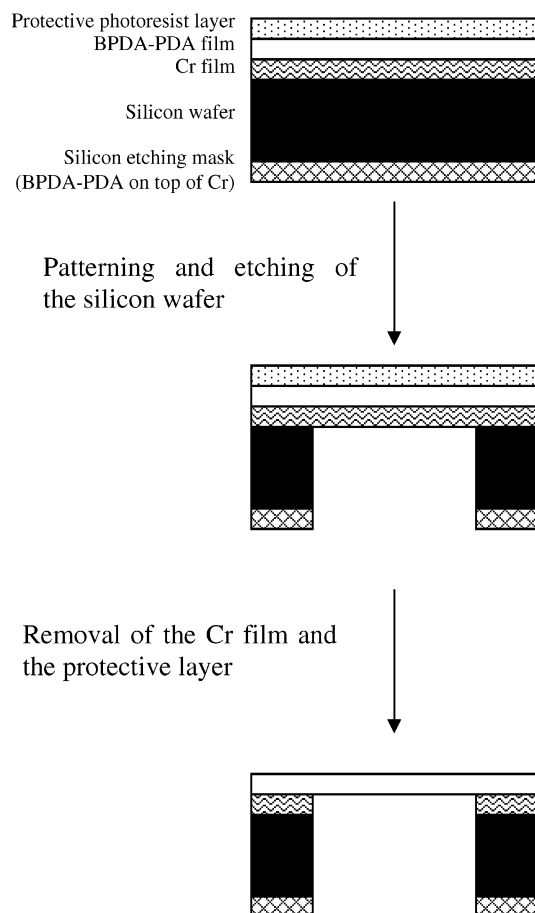 Protective photoresist layer
BPDA-PDA film
Cr film
Silicon wafer
Silicon etching mask
(BPDA-PDA on top of Cr)
Patterning and etching of
the silicon wafer
Removal of the Cr film and
the protective layer